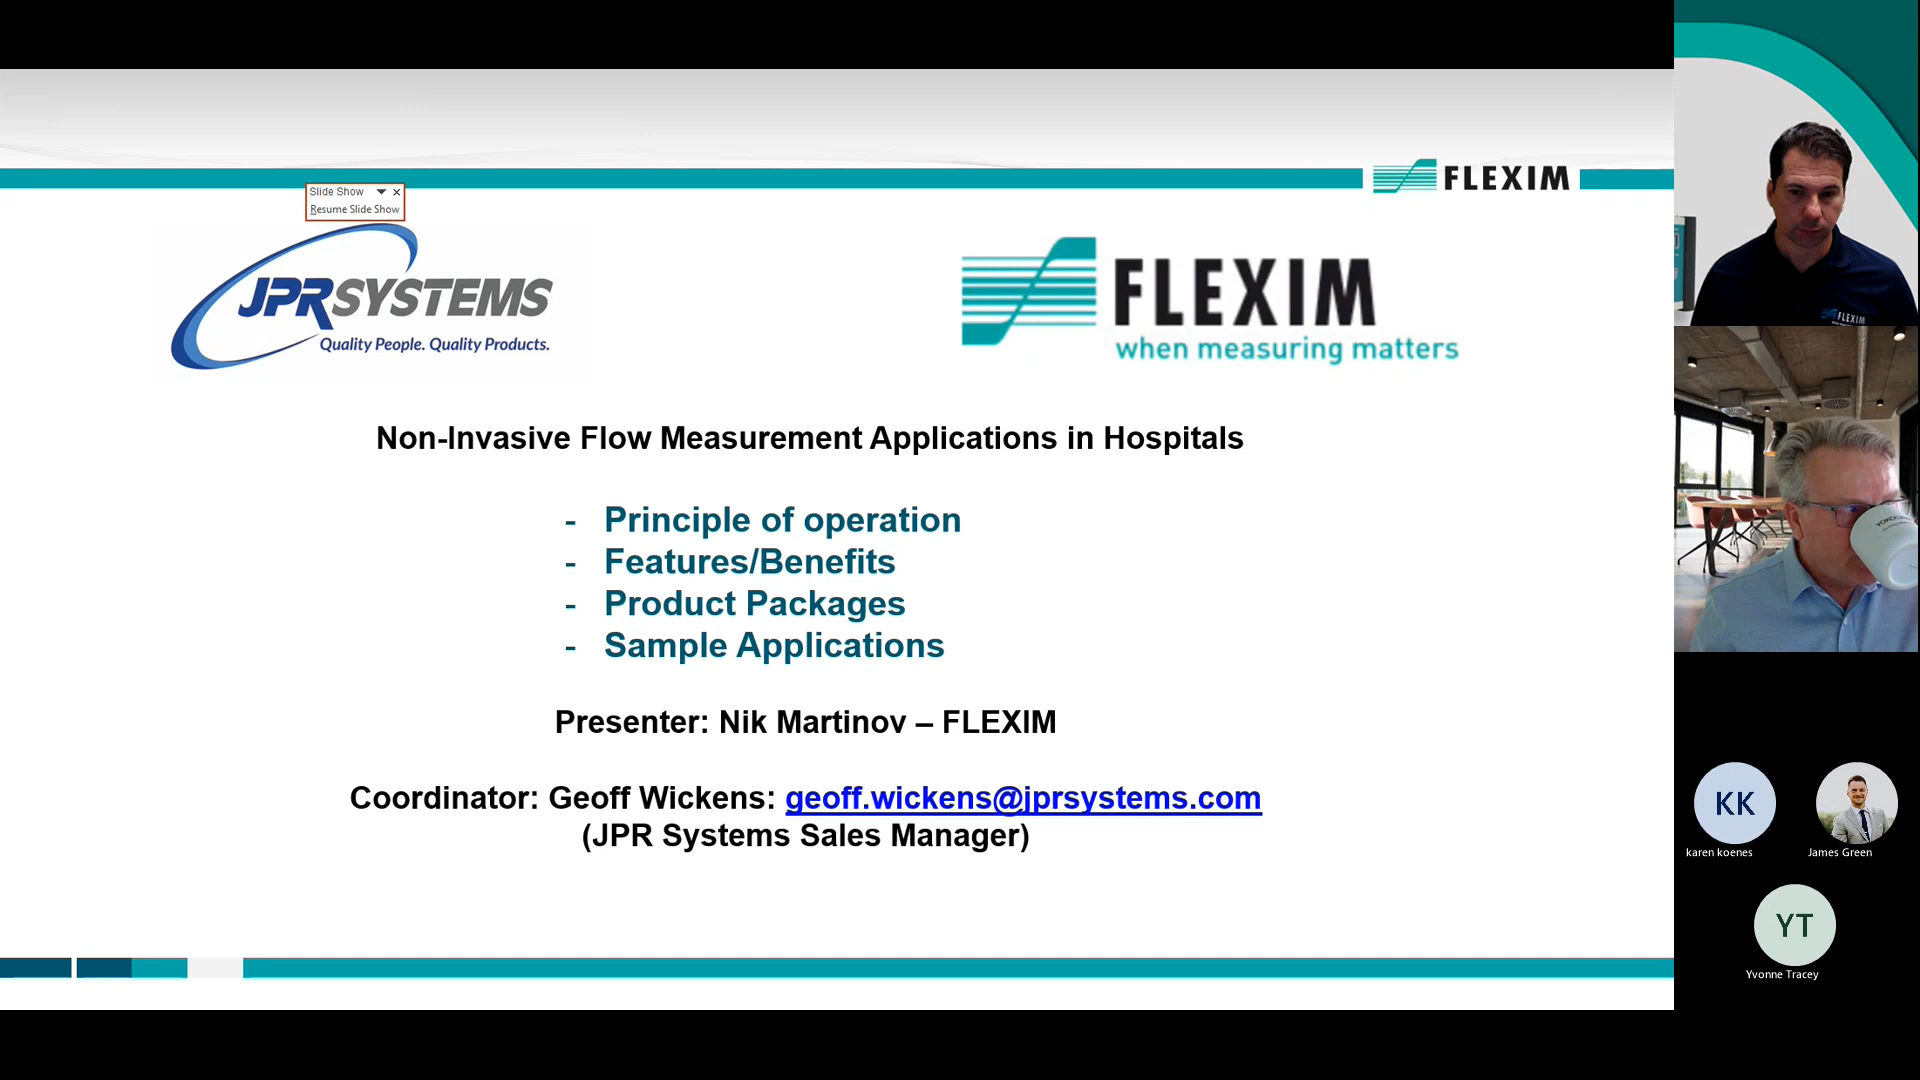 FLEXIM
Slide Show
Resume Slide Show
JPRSYSTEMS
Quality People. Quality Products.
FLEXIM
when measuring matters
Non-Invasive Flow Measurement Applications in Hospitals
- Principle of operation
- Features/Benefits
- Product Packages
- Sample Applications
Presenter: Nik Martinov – FLEXIM
Coordinator: Geoff Wickens: geoff.wickens@jprsystems.com
(JPR Systems Sales Manager)
FLEXIM
KK
karen koenes
James Green
YT
Yvonne Tracey